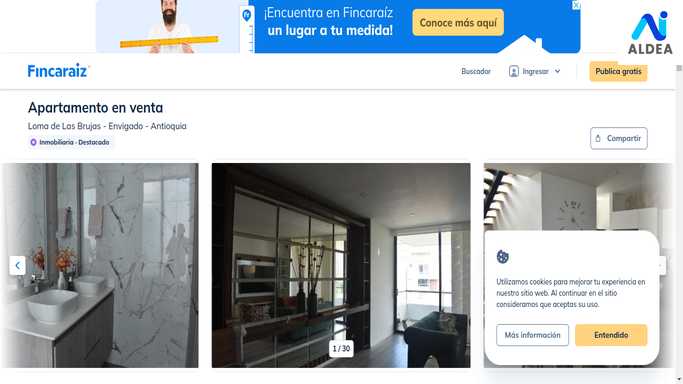 ¡Encuentra en Fincaraíz
un lugar a tu medida!
Conoce más aquí
Fr
ALDEA
Fincaraiz
Buscador
Ingresar
Publica gratis
Apartamento en venta
Loma de Las Brujas - Envigado - Antioquia
Inmobiliaria - Destacado
Compartir
1 / 30
Utilizamos cookies para mejorar tu experiencia en
nuestro sitio web. Al continuar en el sitio
consideramos que aceptas su uso.
Más información
Entendido